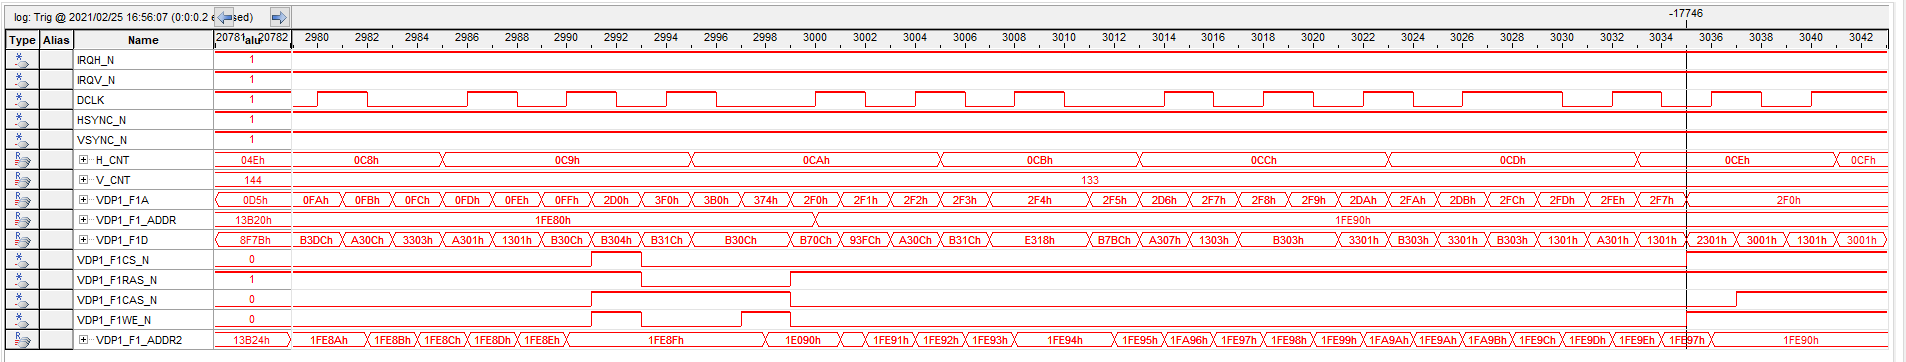 log: Trig @ 2021/02/25 16:56:07 (0:0:0.2 e sed)
-17746
Type Alias Name 20781 alu 20782 2980 2982 2984 2986 2988 2990 2992 2994 2996 2998 3000 3002 3004 3006 3008 3010 3012 3014 3016 3018 3020 3022 3024 3026 3028 3030 3032 3034 3036 3038 3040 3042
IRQH_N 1
IRQV_N 1
DCLK 1
HSYNC_N 1
VSYNC_N 1
H_CNT 04Eh 0C8h 0C9h 0CAh 0CBh 0CCh 0CDh 0CEh 0CFh
V_CNT 144 133
VDP1_F1A 0D5h 0FAh 0FBh 0FCh 0FDh 0FEh 0FFh 2D0h 3F0h 3B0h 374h 2F0h 2F1h 2F2h 2F3h 2F4h 2F5h 2D6h 2F7h 2F8h 2F9h 2DAh 2FAh 2DBh 2FCh 2FDh 2FEh 2F7h 2F0h
VDP1_F1_ADDR 13B20h 1FE80h 1FE90h
VDP1_F1D 8F7Bh B3DCh A30Ch 3303h A301h 1301h B30Ch B304h B31Ch B30Ch B70Ch 93FCh A30Ch B31Ch E318h B7BCh A307h 1303h B303h 3301h B303h 3301h B303h 1301h A301h 1301h 2301h 3001h 1301h 3001h
VDP1_F1CS_N 0
VDP1_F1RAS_N 1
VDP1_F1CAS_N 0
VDP1_F1WE_N 0
VDP1_F1_ADDR2 13B24h 1FE8Ah 1FE8Bh 1FE8Ch 1FE8Dh 1FE8Eh 1FE8Fh 1E090h 1FE91h 1FE92h 1FE93h 1FE94h 1FE95h 1FA96h 1FE97h 1FE98h 1FE99h 1FA9Ah 1FE9Ah 1FA9Bh 1FE9Ch 1FE9Dh 1FE9Eh 1FE97h 1FE90h